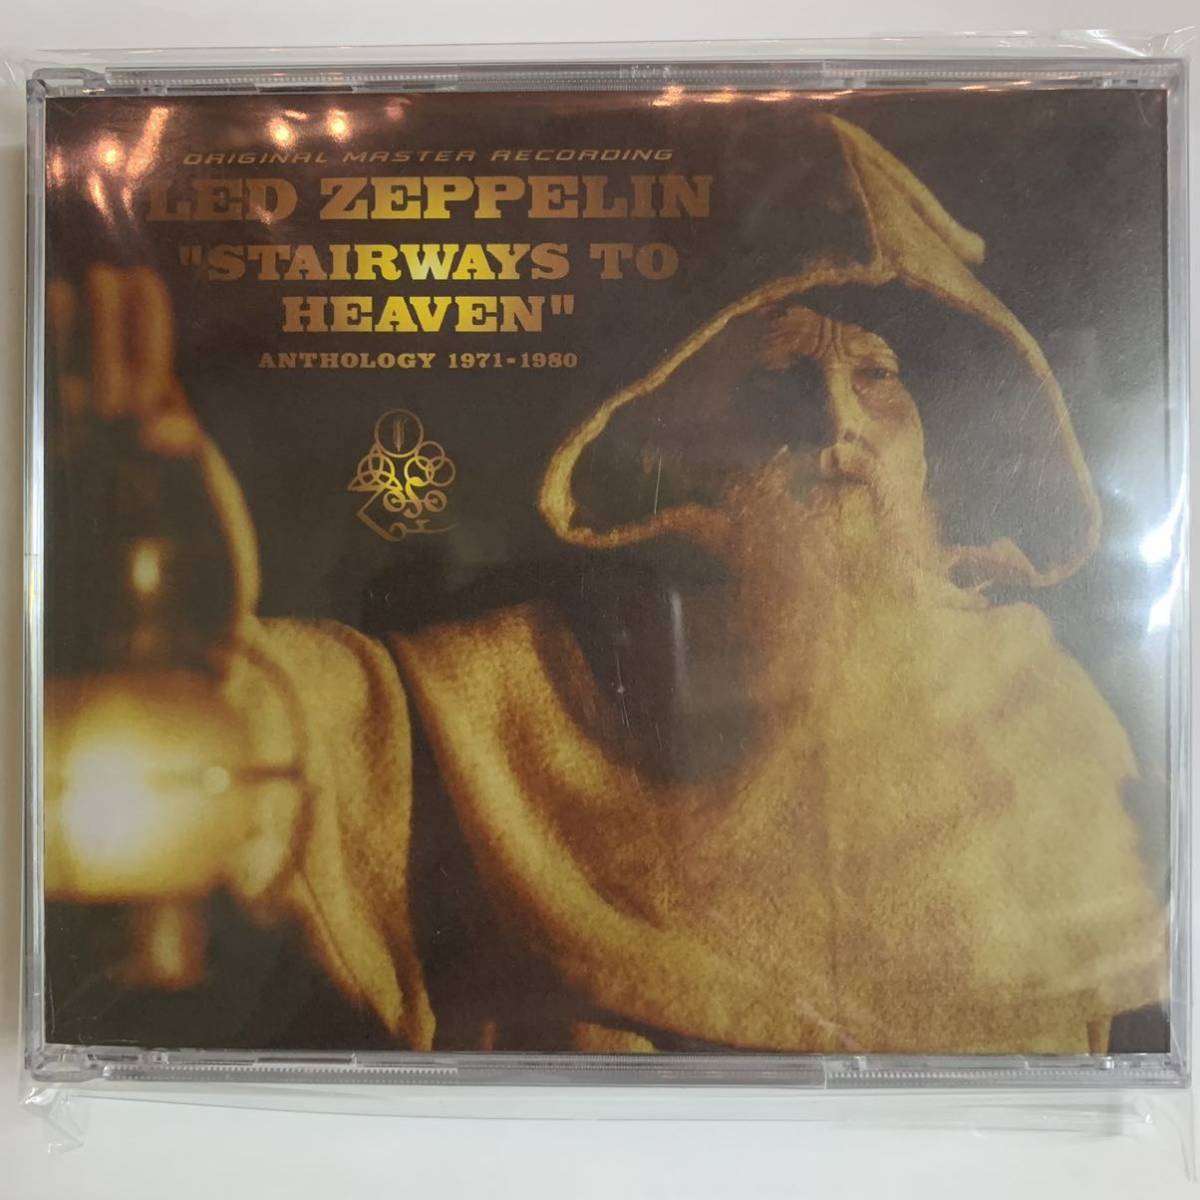 ORIGINAL MASTER RECORDING
LED ZEPPELIN
"STAIRWAYS TO
HEAVEN"
ANTHOLOGY 1971-1980